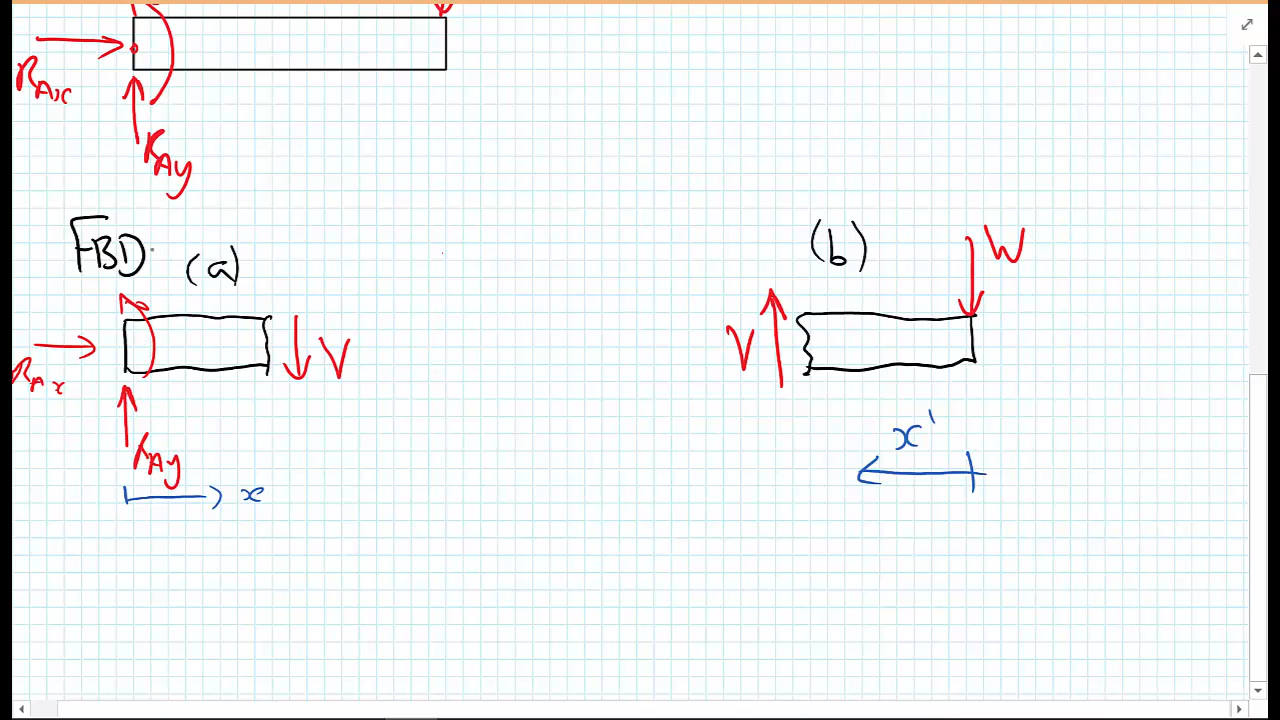 R_Ax
R_Ay
FBD (a)
(b)
W
V
V
R_Ax
R_Ay
x
x'